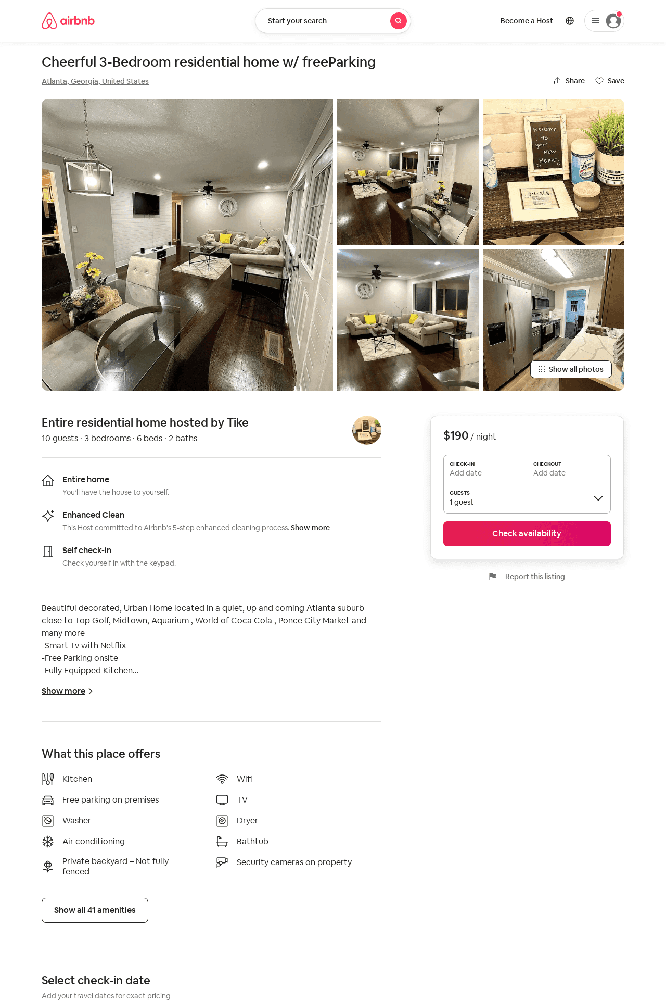 airbnb
Start your search
Become a Host
Cheerful 3-Bedroom residential home w/ freeParking
Atlanta, Georgia, United States
Share
Save
Welcome
To
your
NEW
HOME
guests
Lysol
Show all photos
Entire residential home hosted by Tike
10 guests · 3 bedrooms · 6 beds · 2 baths
Entire home
You’ll have the house to yourself.
Enhanced Clean
This Host committed to Airbnb's 5-step enhanced cleaning process. Show more
Self check-in
Check yourself in with the keypad.
$190 / night
CHECK-IN
Add date
CHECKOUT
Add date
GUESTS
1 guest
Check availability
Report this listing
Beautiful decorated, Urban Home located in a quiet, up and coming Atlanta suburb
close to Top Golf, Midtown, Aquarium , World of Coca Cola , Ponce City Market and
many more
-Smart Tv with Netflix
-Free Parking onsite
-Fully Equipped Kitchen...
Show more
What this place offers
Kitchen
Wifi
Free parking on premises
TV
Washer
Dryer
Air conditioning
Bathtub
Private backyard – Not fully
fenced
Security cameras on property
Show all 41 amenities
Select check-in date
Add your travel dates for exact pricing